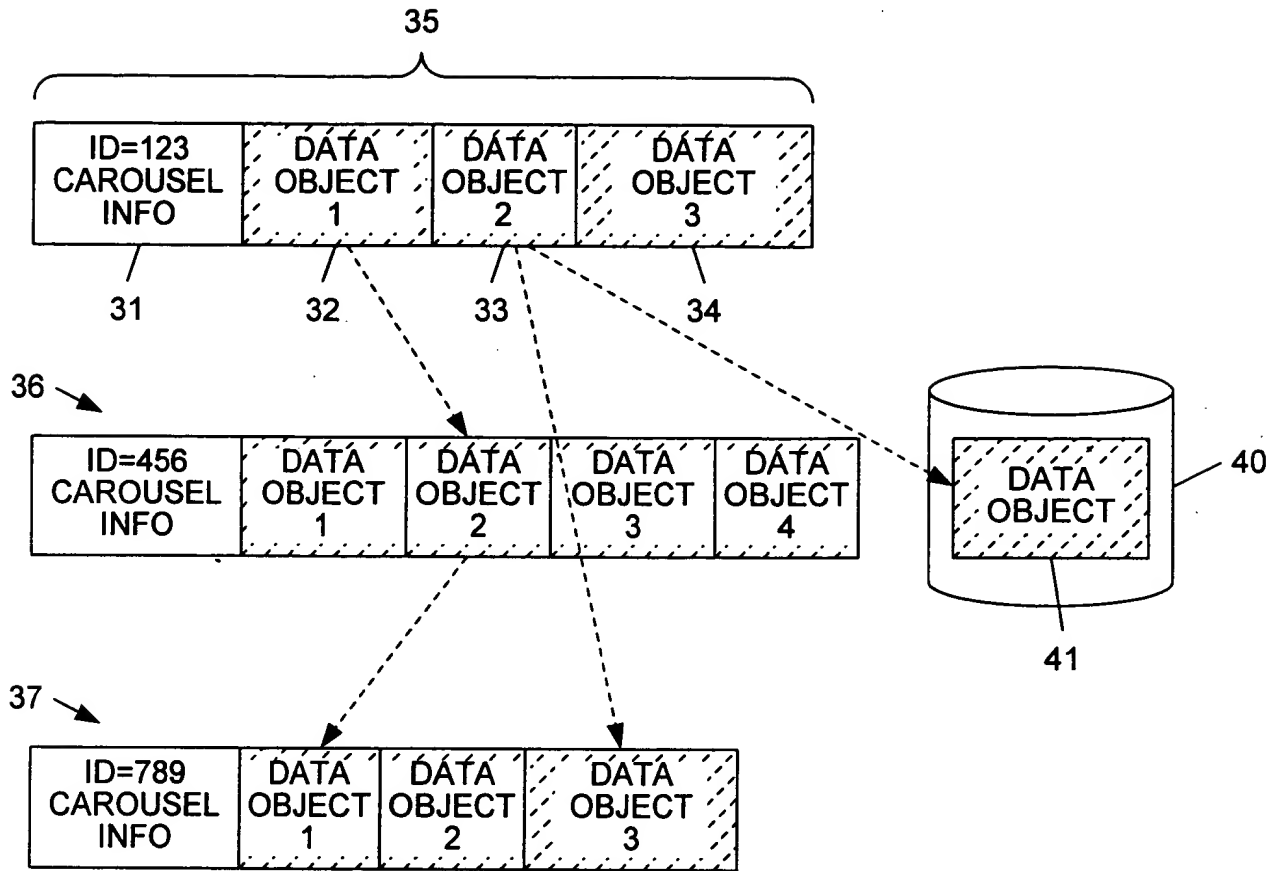 35
ID=123
CAROUSEL
INFO
DATA
OBJECT
1
DATA
OBJECT
2
DATA
OBJECT
3
31
32
33
34
36
ID=456
CAROUSEL
INFO
DATA
OBJECT
1
DATA
OBJECT
2
DATA
OBJECT
3
DATA
OBJECT
4
DATA
OBJECT
40
41
37
ID=789
CAROUSEL
INFO
DATA
OBJECT
1
DATA
OBJECT
2
DATA
OBJECT
3